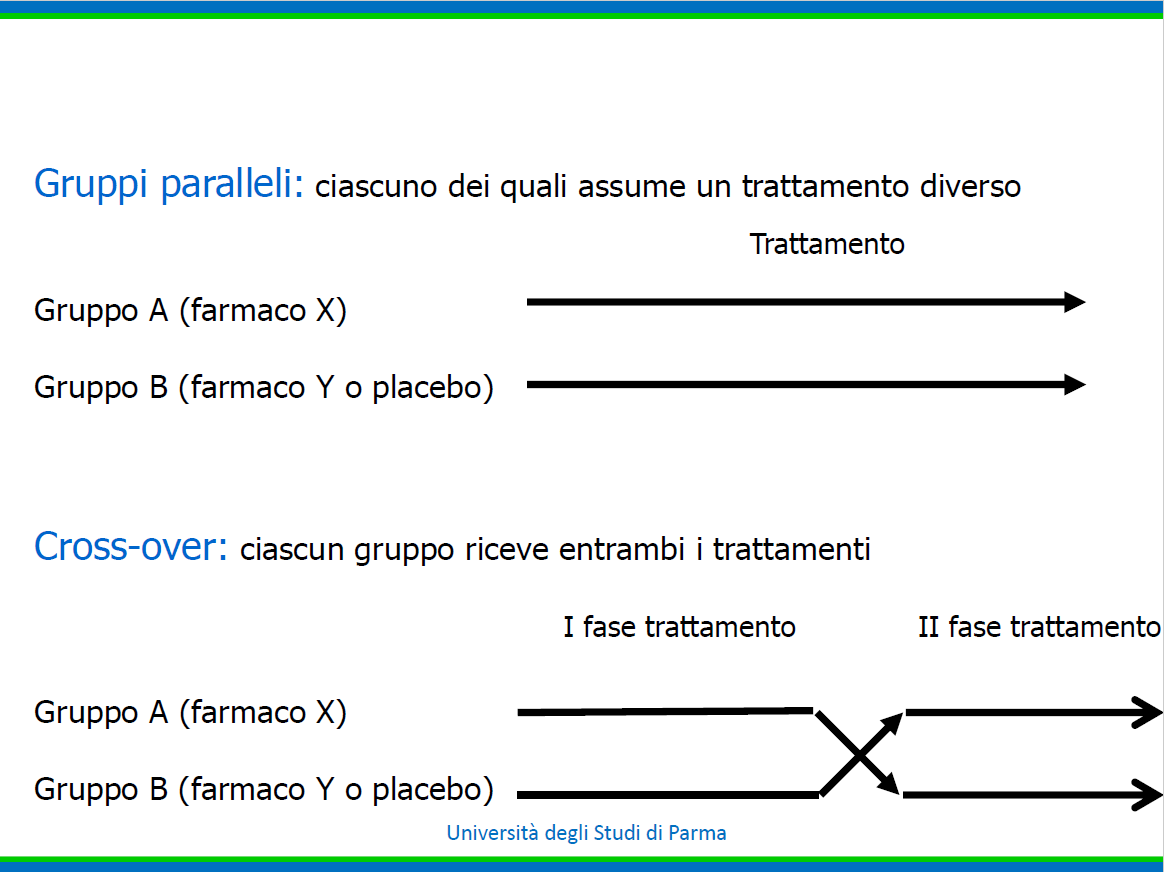 Gruppi paralleli: ciascuno dei quali assume un trattamento diverso
Trattamento
Gruppo A (farmaco X)
Gruppo B (farmaco Y o placebo)
Cross-over: ciascun gruppo riceve entrambi i trattamenti
I fase trattamento II fase trattamento
Gruppo A (farmaco X)
Gruppo B (farmaco Y o placebo)
Università degli Studi di Parma